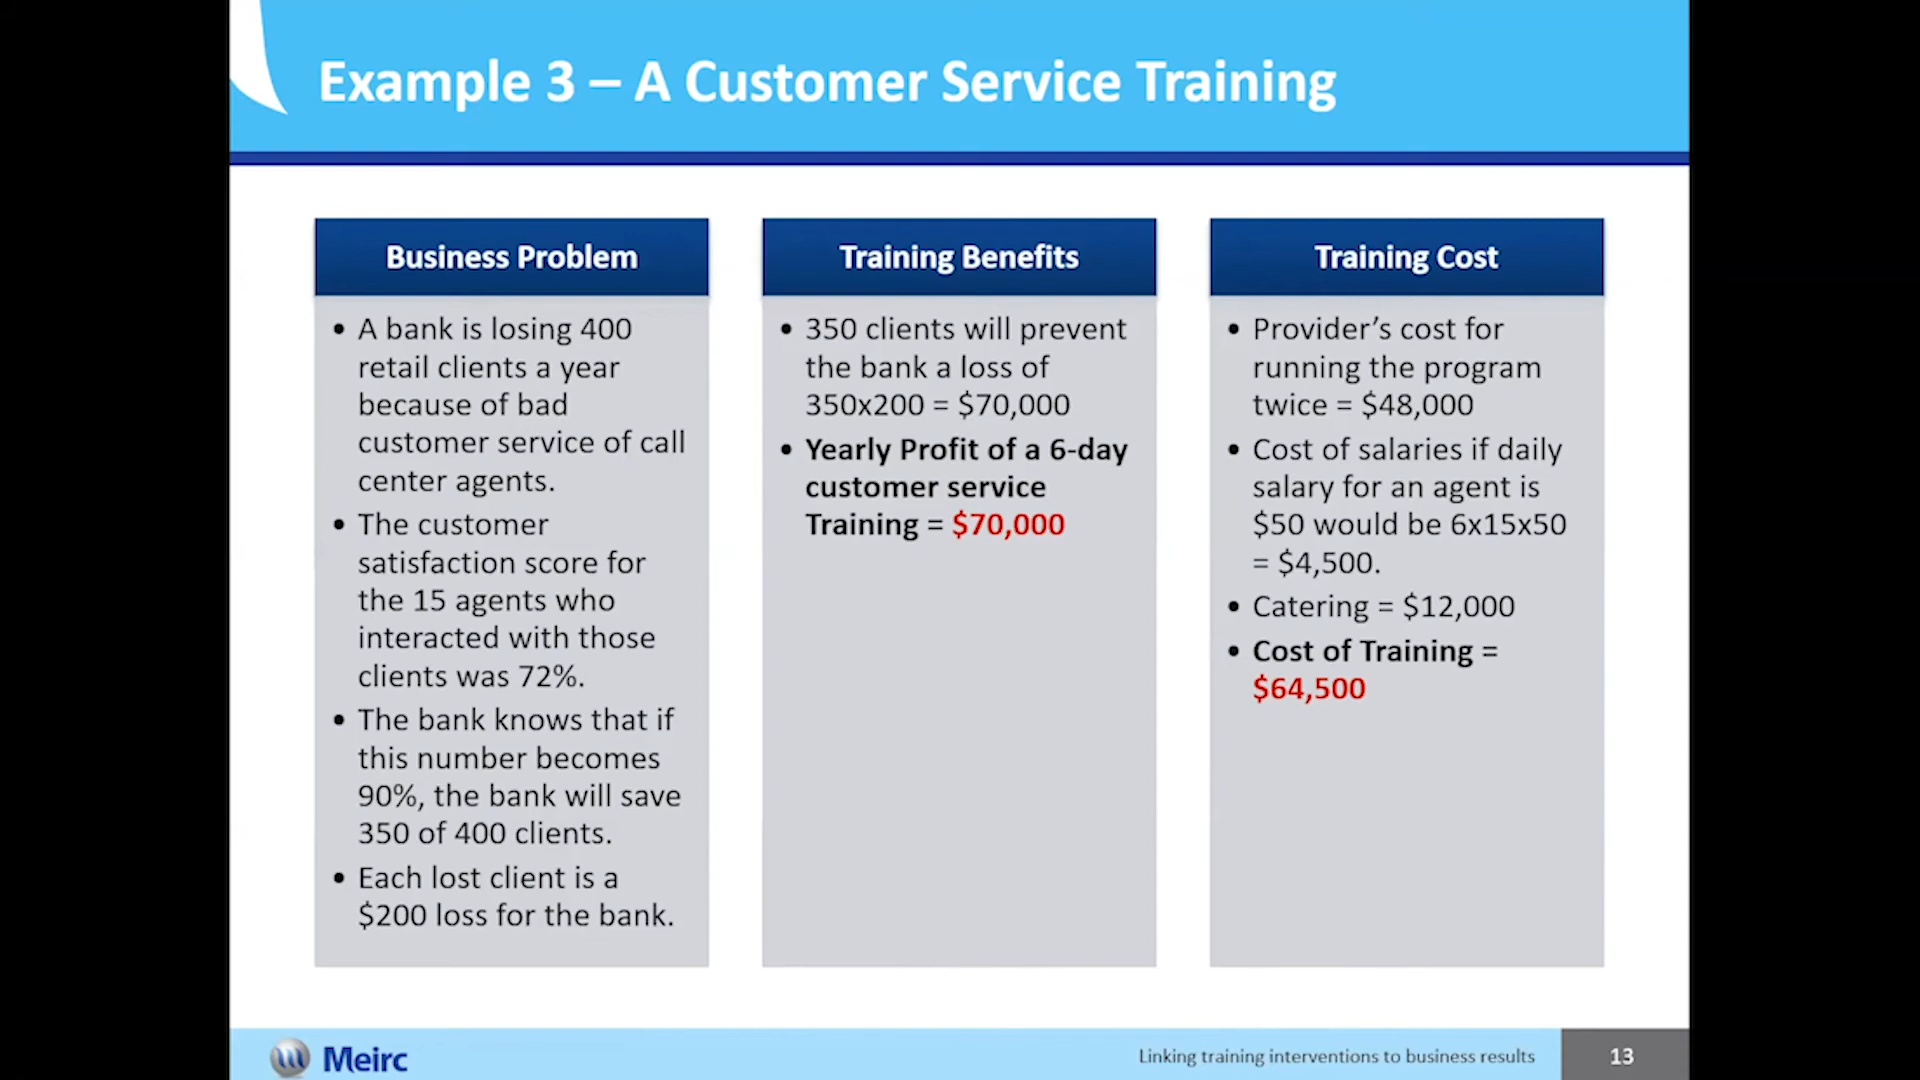 Example 3 – A Customer Service Training
Business Problem
• A bank is losing 400
retail clients a year
because of bad
customer service of call
center agents.
• The customer
satisfaction score for
the 15 agents who
interacted with those
clients was 72%.
• The bank knows that if
this number becomes
90%, the bank will save
350 of 400 clients.
• Each lost client is a
$200 loss for the bank.
Training Benefits
• 350 clients will prevent
the bank a loss of
350x200 = $70,000
• Yearly Profit of a 6-day
customer service
Training = $70,000
Training Cost
• Provider’s cost for
running the program
twice = $48,000
• Cost of salaries if daily
salary for an agent is
$50 would be 6x15x50
= $4,500.
• Catering = $12,000
• Cost of Training =
$64,500
Meirc
Linking training interventions to business results
13